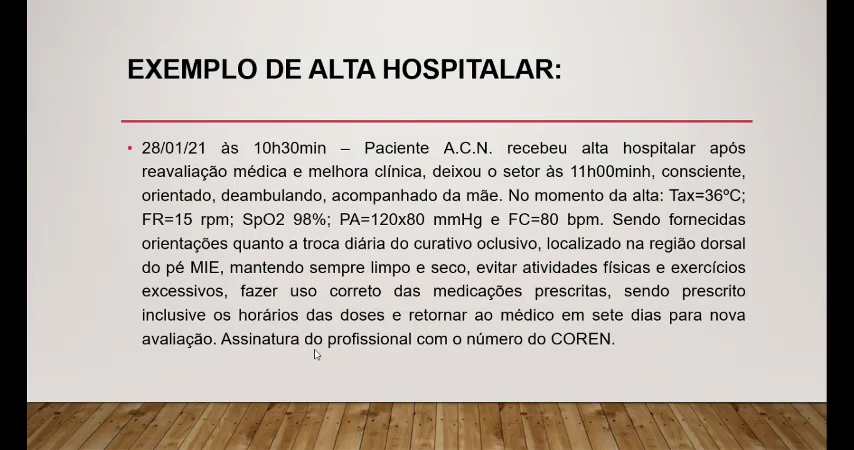 EXEMPLO DE ALTA HOSPITALAR:
• 28/01/21 às 10h30min – Paciente A.C.N. recebeu alta hospitalar após
reavaliação médica e melhora clínica, deixou o setor às 11h00minh, consciente,
orientado, deambulando, acompanhado da mãe. No momento da alta: Tax=36ºC;
FR=15 rpm; SpO2 98%; PA=120x80 mmHg e FC=80 bpm. Sendo fornecidas
orientações quanto a troca diária do curativo oclusivo, localizado na região dorsal
do pé MIE, mantendo sempre limpo e seco, evitar atividades físicas e exercícios
excessivos, fazer uso correto das medicações prescritas, sendo prescrito
inclusive os horários das doses e retornar ao médico em sete dias para nova
avaliação. Assinatura do profissional com o número do COREN.